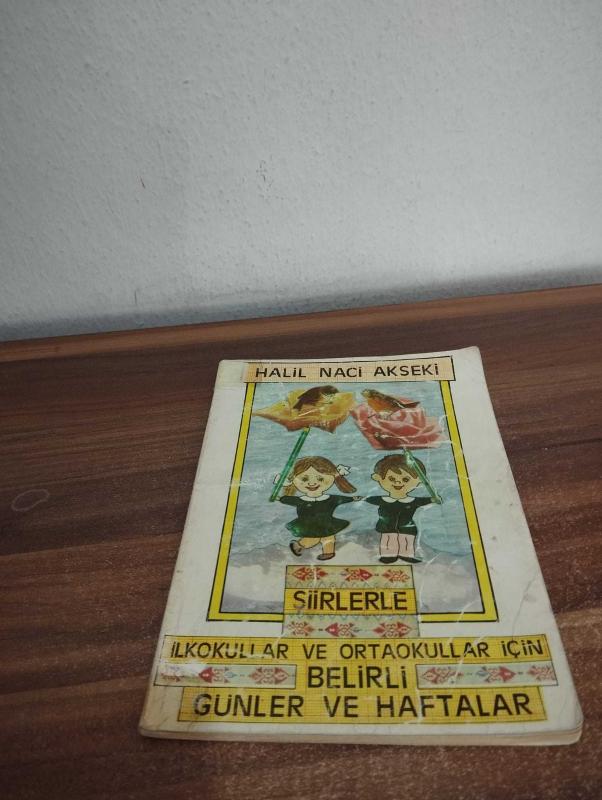 HALİL NACİ AKSEKİ
ŞİİRLERLE
İLKOKULLAR VE ORTAOKULLAR İÇİN
BELİRLİ
GÜNLER VE HAFTALAR